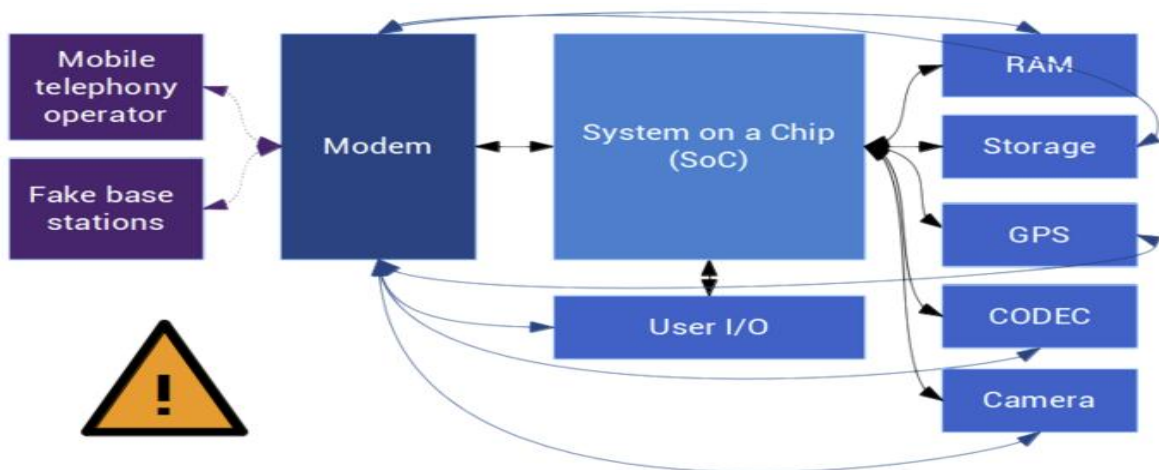 Mobile
telephony
operator
Fake base
stations
Modem
System on a Chip
(SoC)
User I/O
RAM
Storage
GPS
CODEC
Camera
!